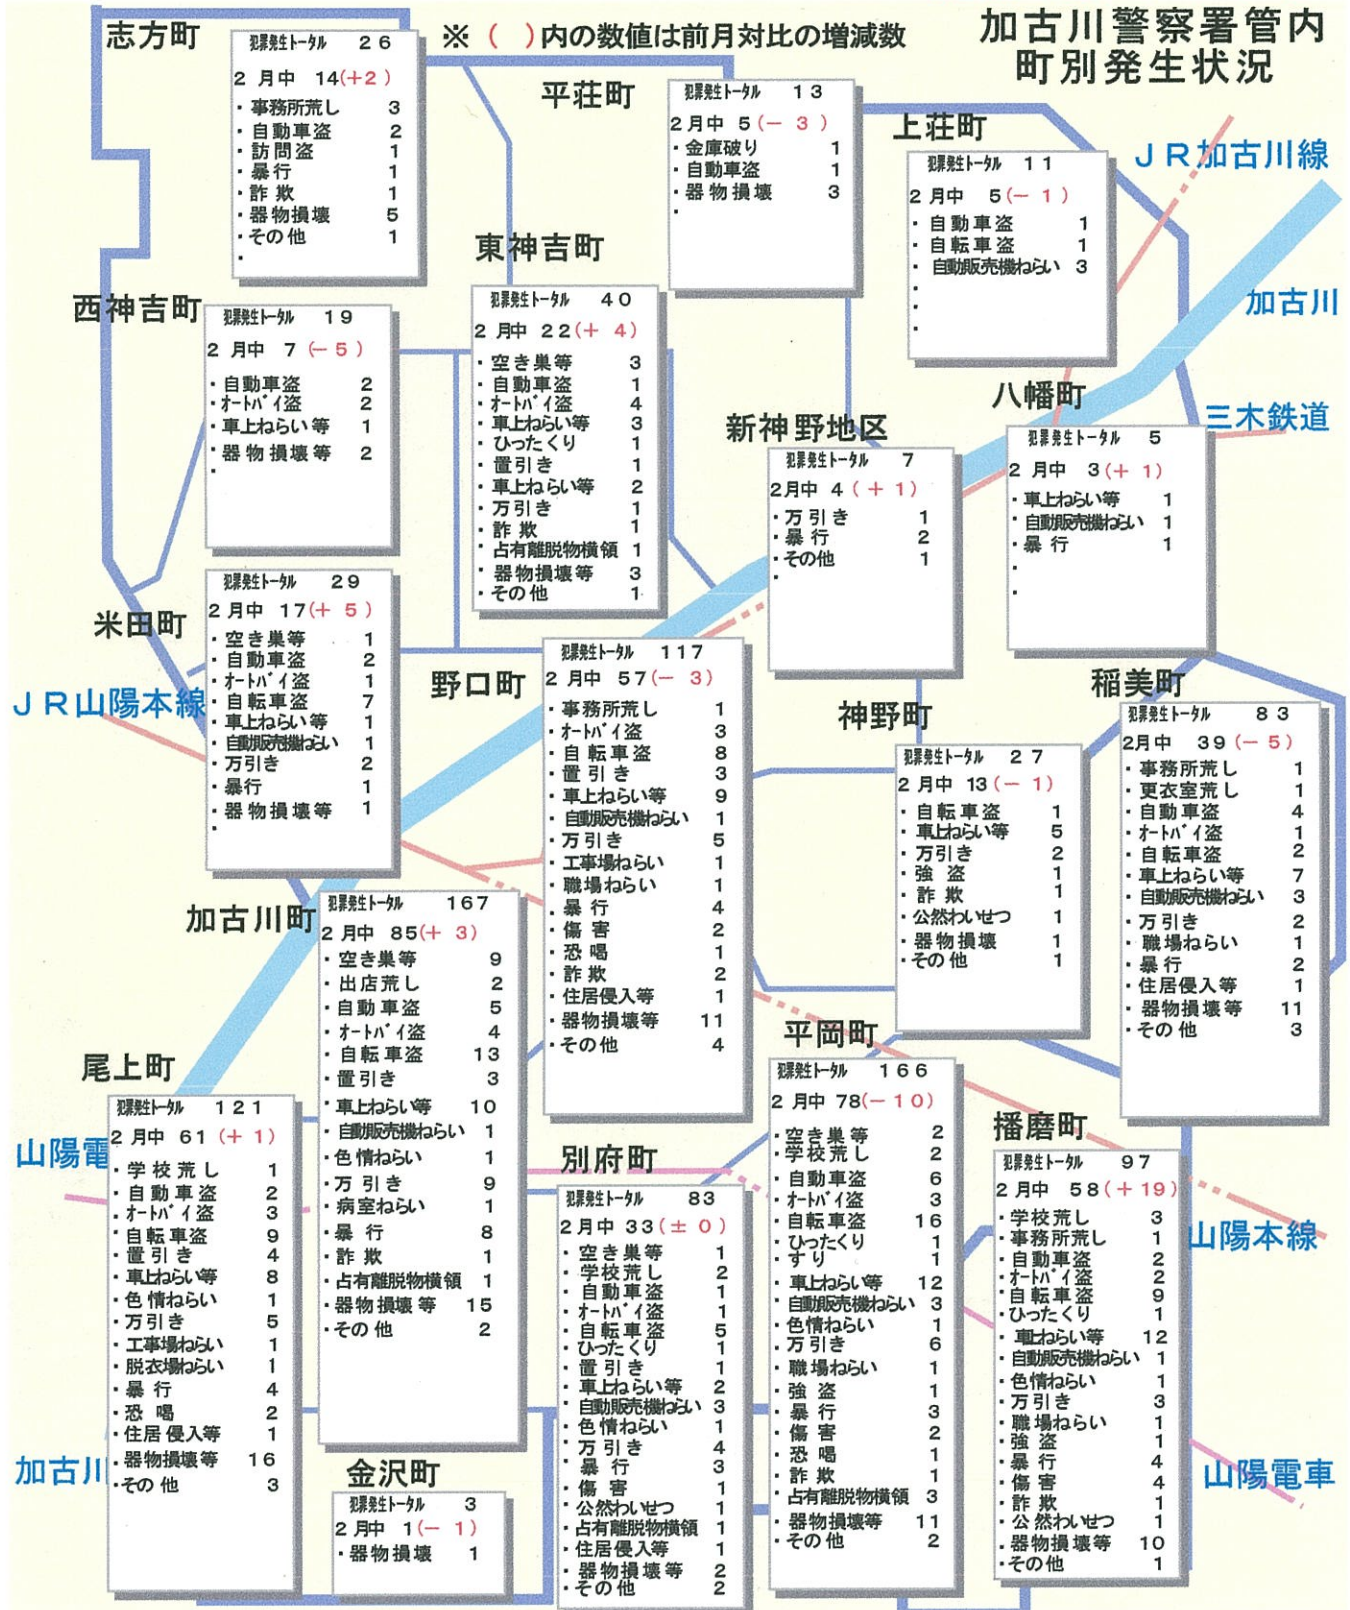 加古川警察署管内
町別発生状況
※ ( )内の数値は前月対比の増減数
志方町
犯罪発生トータル 26
2月中 14(+2)
・事務所荒し 3
・自動車盗 2
・訪問盗 1
・暴行 1
・詐欺 1
・器物損壊 5
・その他 1
・
平荘町
犯罪発生トータル 13
2月中 5(-3)
・金庫破り 1
・自動車盗 1
・器物損壊 3
・
上荘町
犯罪発生トータル 11
2月中 5(-1)
・自動車盗 1
・自転車盗 1
・自動販売機ねらい 3
・
・
・
JR加古川線
加古川
三木鉄道
西神吉町
犯罪発生トータル 19
2月中 7(-5)
・自動車盗 2
・オートバイ盗 2
・車上ねらい等 1
・器物損壊等 2
・
東神吉町
犯罪発生トータル 40
2月中 22(+4)
・空き巣等 3
・自動車盗 1
・オートバイ盗 4
・車上ねらい等 3
・ひったくり 1
・置引き 1
・車上ねらい等 2
・万引き 1
・詐欺 1
・占有離脱物横領 1
・器物損壊等 3
・その他 1
新神野地区
犯罪発生トータル 7
2月中 4(+1)
・万引き 1
・暴行 2
・その他 1
・
八幡町
犯罪発生トータル 5
2月中 3(+1)
・車上ねらい等 1
・自動販売機ねらい 1
・暴行 1
・
・
米田町
犯罪発生トータル 29
2月中 17(+5)
・空き巣等 1
・自動車盗 2
・オートバイ盗 1
・自転車盗 7
・車上ねらい等 1
・自動販売機ねらい 1
・万引き 2
・暴行 1
・器物損壊等 1
・
JR山陽本線
野口町
犯罪発生トータル 117
2月中 57(-3)
・事務所荒し 1
・オートバイ盗 3
・自転車盗 8
・置引き 3
・車上ねらい等 9
・自動販売機ねらい 1
・万引き 5
・工事場ねらい 1
・職場ねらい 1
・暴行 4
・傷害 2
・恐喝 1
・詐欺 2
・住居侵入等 1
・器物損壊等 11
・その他 4
神野町
犯罪発生トータル 27
2月中 13(-1)
・自転車盗 1
・車上ねらい等 5
・万引き 2
・強盗 1
・詐欺 1
・公然わいせつ 1
・器物損壊 1
・その他 1
稲美町
犯罪発生トータル 83
2月中 39(-5)
・事務所荒し 1
・更衣室荒し 1
・自動車盗 4
・オートバイ盗 1
・自転車盗 2
・車上ねらい等 7
・自動販売機ねらい 3
・万引き 2
・職場ねらい 1
・暴行 2
・住居侵入等 1
・器物損壊等 11
・その他 3
加古川町
犯罪発生トータル 167
2月中 85(+3)
・空き巣等 9
・出店荒し 2
・自動車盗 5
・オートバイ盗 4
・自転車盗 13
・置引き 3
・車上ねらい等 10
・自動販売機ねらい 1
・色情ねらい 1
・万引き 9
・病室ねらい 1
・暴行 8
・詐欺 1
・占有離脱物横領 1
・器物損壊等 15
・その他 2
尾上町
犯罪発生トータル 121
2月中 61(+1)
・学校荒し 1
・自動車盗 2
・オートバイ盗 3
・自転車盗 9
・置引き 4
・車上ねらい等 8
・色情ねらい 1
・万引き 5
・工事場ねらい 1
・脱衣場ねらい 1
・暴行 4
・恐喝 2
・住居侵入等 1
・器物損壊等 16
・その他 3
山陽電
加古川
金沢町
犯罪発生トータル 3
2月中 1(-1)
・器物損壊 1
別府町
犯罪発生トータル 83
2月中 33(±0)
・空き巣等 1
・学校荒し 2
・自動車盗 1
・オートバイ盗 1
・自転車盗 5
・ひったくり 1
・置引き 1
・車上ねらい等 2
・自動販売機ねらい 3
・色情ねらい 1
・万引き 4
・暴行 3
・傷害 1
・公然わいせつ 1
・占有離脱物横領 1
・住居侵入等 1
・器物損壊等 2
・その他 2
平岡町
犯罪発生トータル 166
2月中 78(-10)
・空き巣等 2
・学校荒し 2
・自動車盗 6
・オートバイ盗 3
・自転車盗 16
・ひったくり 1
・すり 1
・車上ねらい等 12
・自動販売機ねらい 3
・色情ねらい 1
・万引き 6
・職場ねらい 1
・強盗 1
・暴行 3
・傷害 2
・恐喝 1
・詐欺 1
・占有離脱物横領 3
・器物損壊等 11
・その他 2
播磨町
犯罪発生トータル 97
2月中 58(+19)
・学校荒し 3
・事務所荒し 1
・自動車盗 2
・オートバイ盗 2
・自転車盗 9
・ひったくり 1
・車上ねらい等 12
・自動販売機ねらい 1
・色情ねらい 1
・万引き 3
・職場ねらい 1
・強盗 1
・暴行 4
・傷害 4
・詐欺 1
・公然わいせつ 1
・器物損壊等 10
・その他 1
山陽本線
山陽電車